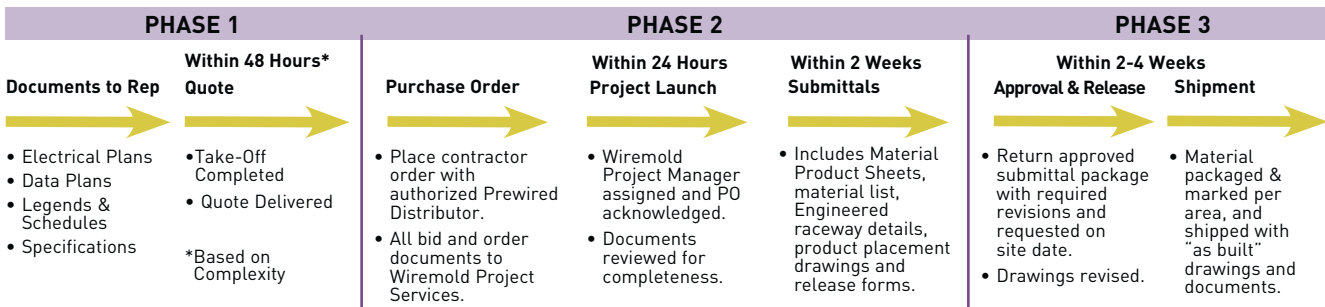 PHASE 1
Documents to Rep
• Electrical Plans
• Data Plans
• Legends &
Schedules
• Specifications
Within 48 Hours*
Quote
•Take-Off
Completed
• Quote Delivered
*Based on
Complexity
PHASE 2
Purchase Order
• Place contractor
order with
authorized Prewired
Distributor.
• All bid and order
documents to
Wiremold Project
Services.
Within 24 Hours
Project Launch
• Wiremold
Project Manager
assigned and PO
acknowledged.
• Documents
reviewed for
completeness.
Within 2 Weeks
Submittals
• Includes Material
Product Sheets,
material list,
Engineered
raceway details,
product placement
drawings and
release forms.
PHASE 3
Within 2-4 Weeks
Approval & Release
• Return approved
submittal package
with required
revisions and
requested on
site date.
• Drawings revised.
Shipment
• Material
packaged &
marked per
area, and
shipped with
“as built”
drawings and
documents.